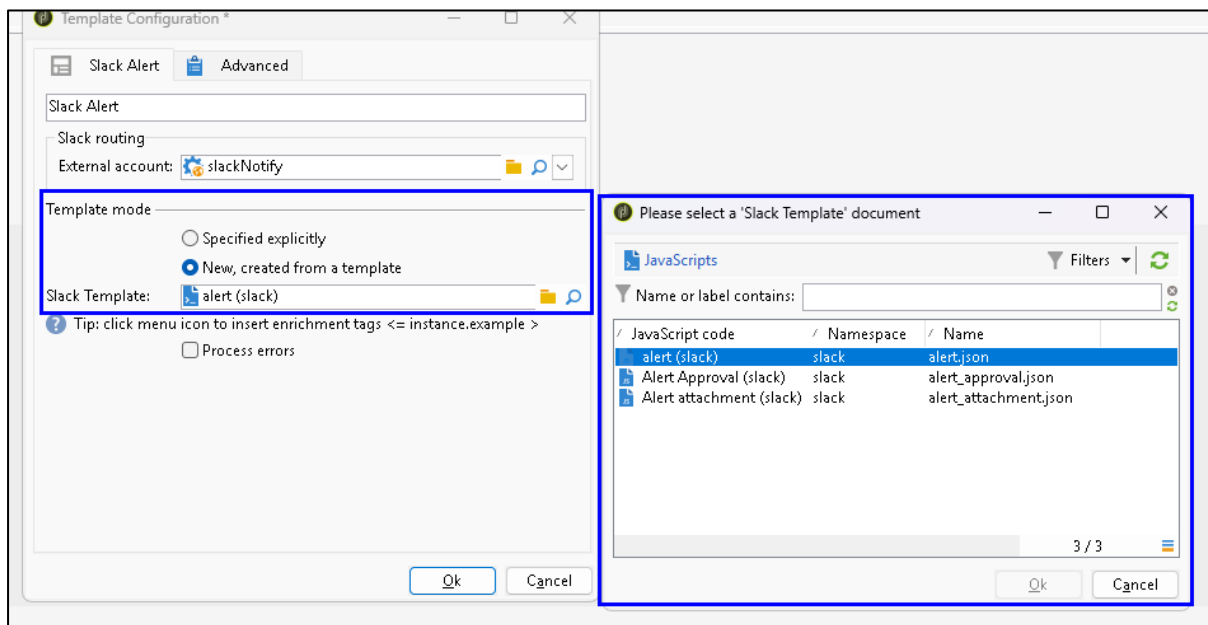 Template Configuration *
Slack Alert
Advanced
Slack Alert
Slack routing
External account:
slackNotify
Template mode
Specified explicitly
New, created from a template
Slack Template:
alert (slack)
Tip: click menu icon to insert enrichment tags <= instance.example >
Process errors
Ok
Cancel
Please select a 'Slack Template' document
JavaScripts
Filters
Name or label contains:
JavaScript code / Namespace / Name
alert (slack) slack alert.json
Alert Approval (slack) slack alert_approval.json
Alert attachment (slack) slack alert_attachment.json
3 / 3
Ok
Cancel